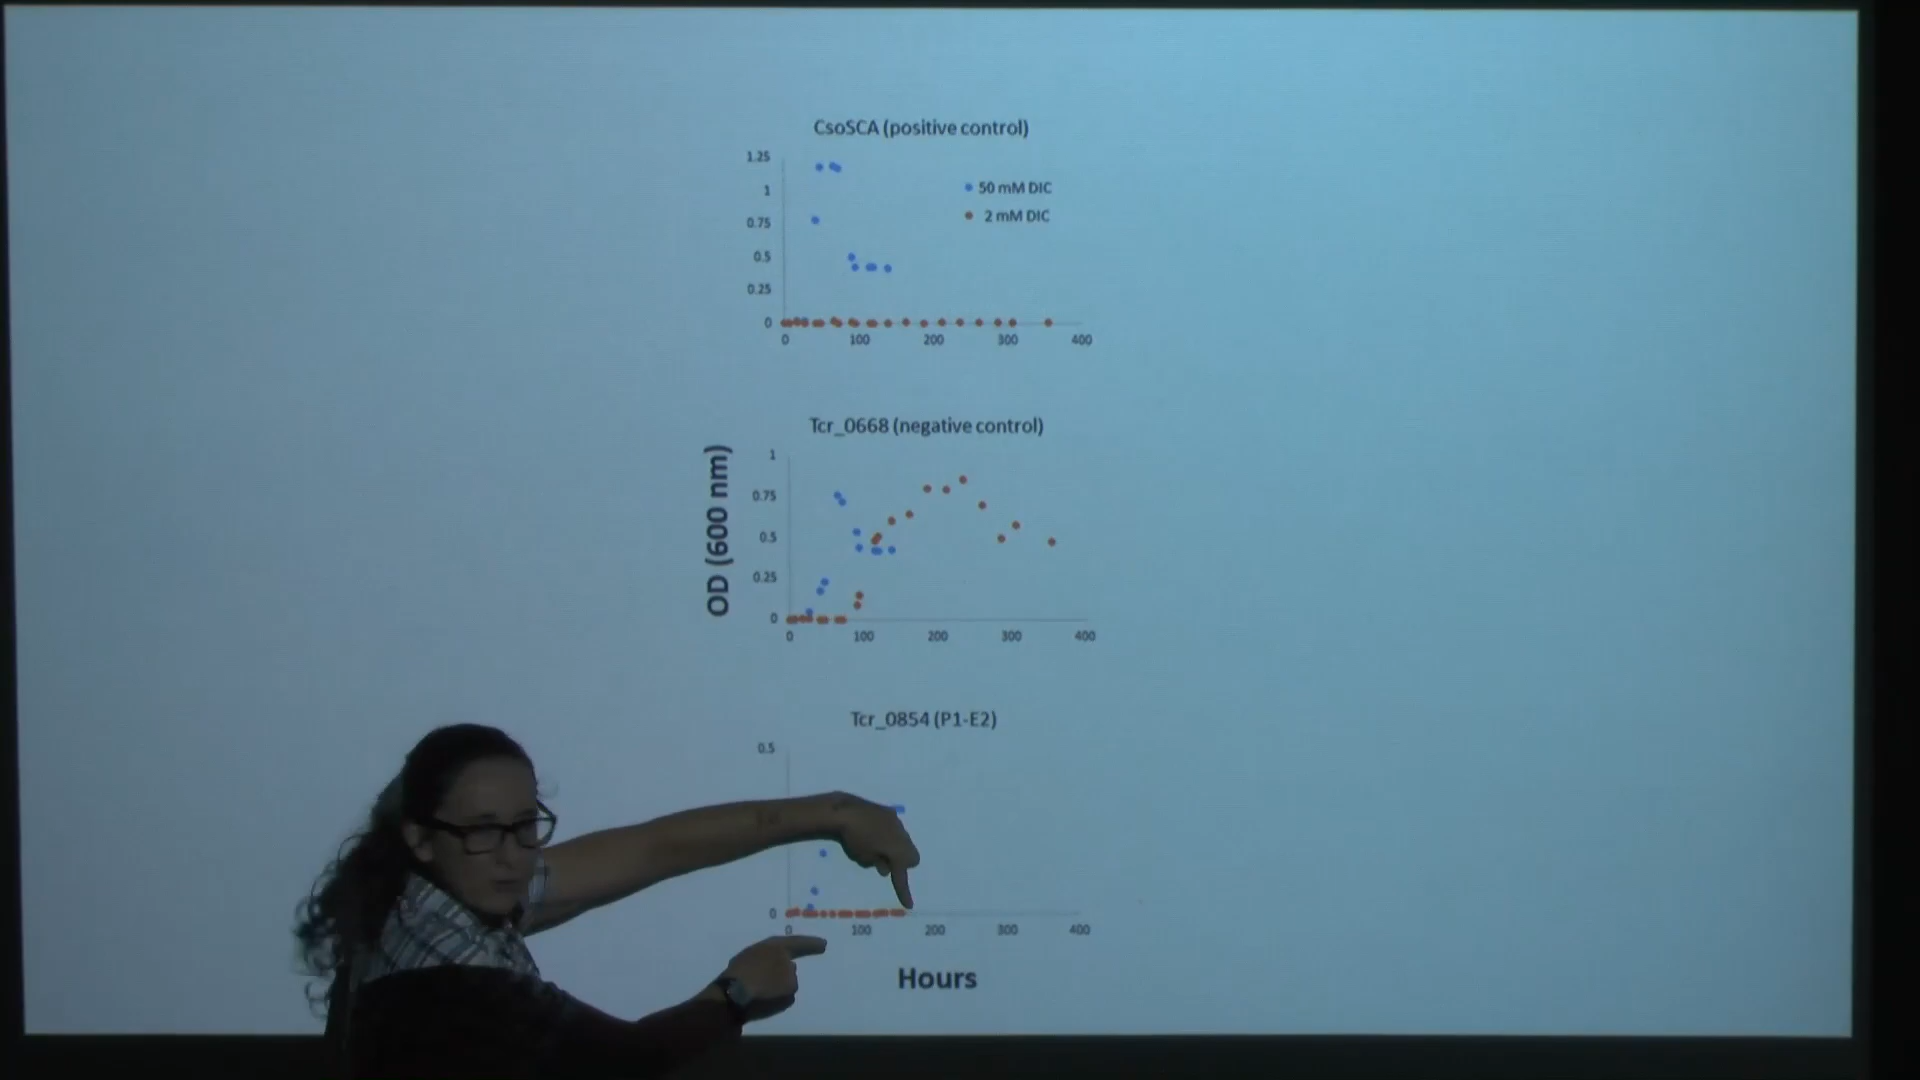 CsoSCA (positive control)
1.25
1
0.75
0.5
0.25
0
0 100 200 300 400
50 mM DIC
2 mM DIC
Tcr_0668 (negative control)
1
0.75
0.5
0.25
0
0 100 200 300 400
OD (600 nm)
Tcr_0854 (P1-E2)
0.5
0
0 100 200 300 400
Hours